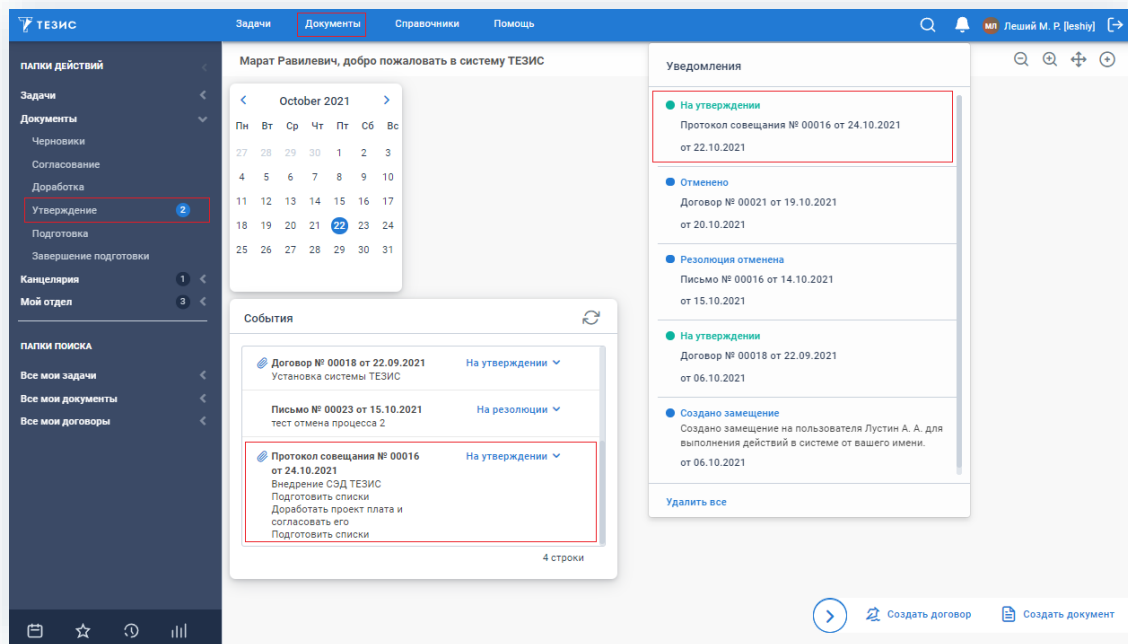 ТЕЗИС
Задачи
Документы
Справочники
Помощь
МЛ Леший М. Р. [leshiy]
ПАПКИ ДЕЙСТВИЙ
Задачи
Документы
Черновики
Согласование
Доработка
Утверждение 2
Подготовка
Завершение подготовки
Канцелярия 1
Мой отдел 3
ПАПКИ ПОИСКА
Все мои задачи
Все мои документы
Все мои договоры
Марат Равилевич, добро пожаловать в систему ТЕЗИС
October 2021
Пн Вт Ср Чт Пт Сб Вс
27 28 29 30 1 2 3
4 5 6 7 8 9 10
11 12 13 14 15 16 17
18 19 20 21 22 23 24
25 26 27 28 29 30 31
События
Договор № 00018 от 22.09.2021 На утверждении
Установка системы ТЕЗИС
Письмо № 00023 от 15.10.2021 На резолюции
тест отмена процесса 2
Протокол совещания № 00016 На утверждении
от 24.10.2021
Внедрение СЭД ТЕЗИС
Подготовить списки
Доработать проект плата и
согласовать его
Подготовить списки
4 строки
Уведомления
На утверждении
Протокол совещания № 00016 от 24.10.2021
от 22.10.2021
Отменено
Договор № 00021 от 19.10.2021
от 20.10.2021
Резолюция отменена
Письмо № 00016 от 14.10.2021
от 15.10.2021
На утверждении
Договор № 00018 от 22.09.2021
от 06.10.2021
Создано замещение
Создано замещение на пользователя Лустин А. А. для
выполнения действий в системе от вашего имени.
от 06.10.2021
Удалить все
Создать договор
Создать документ